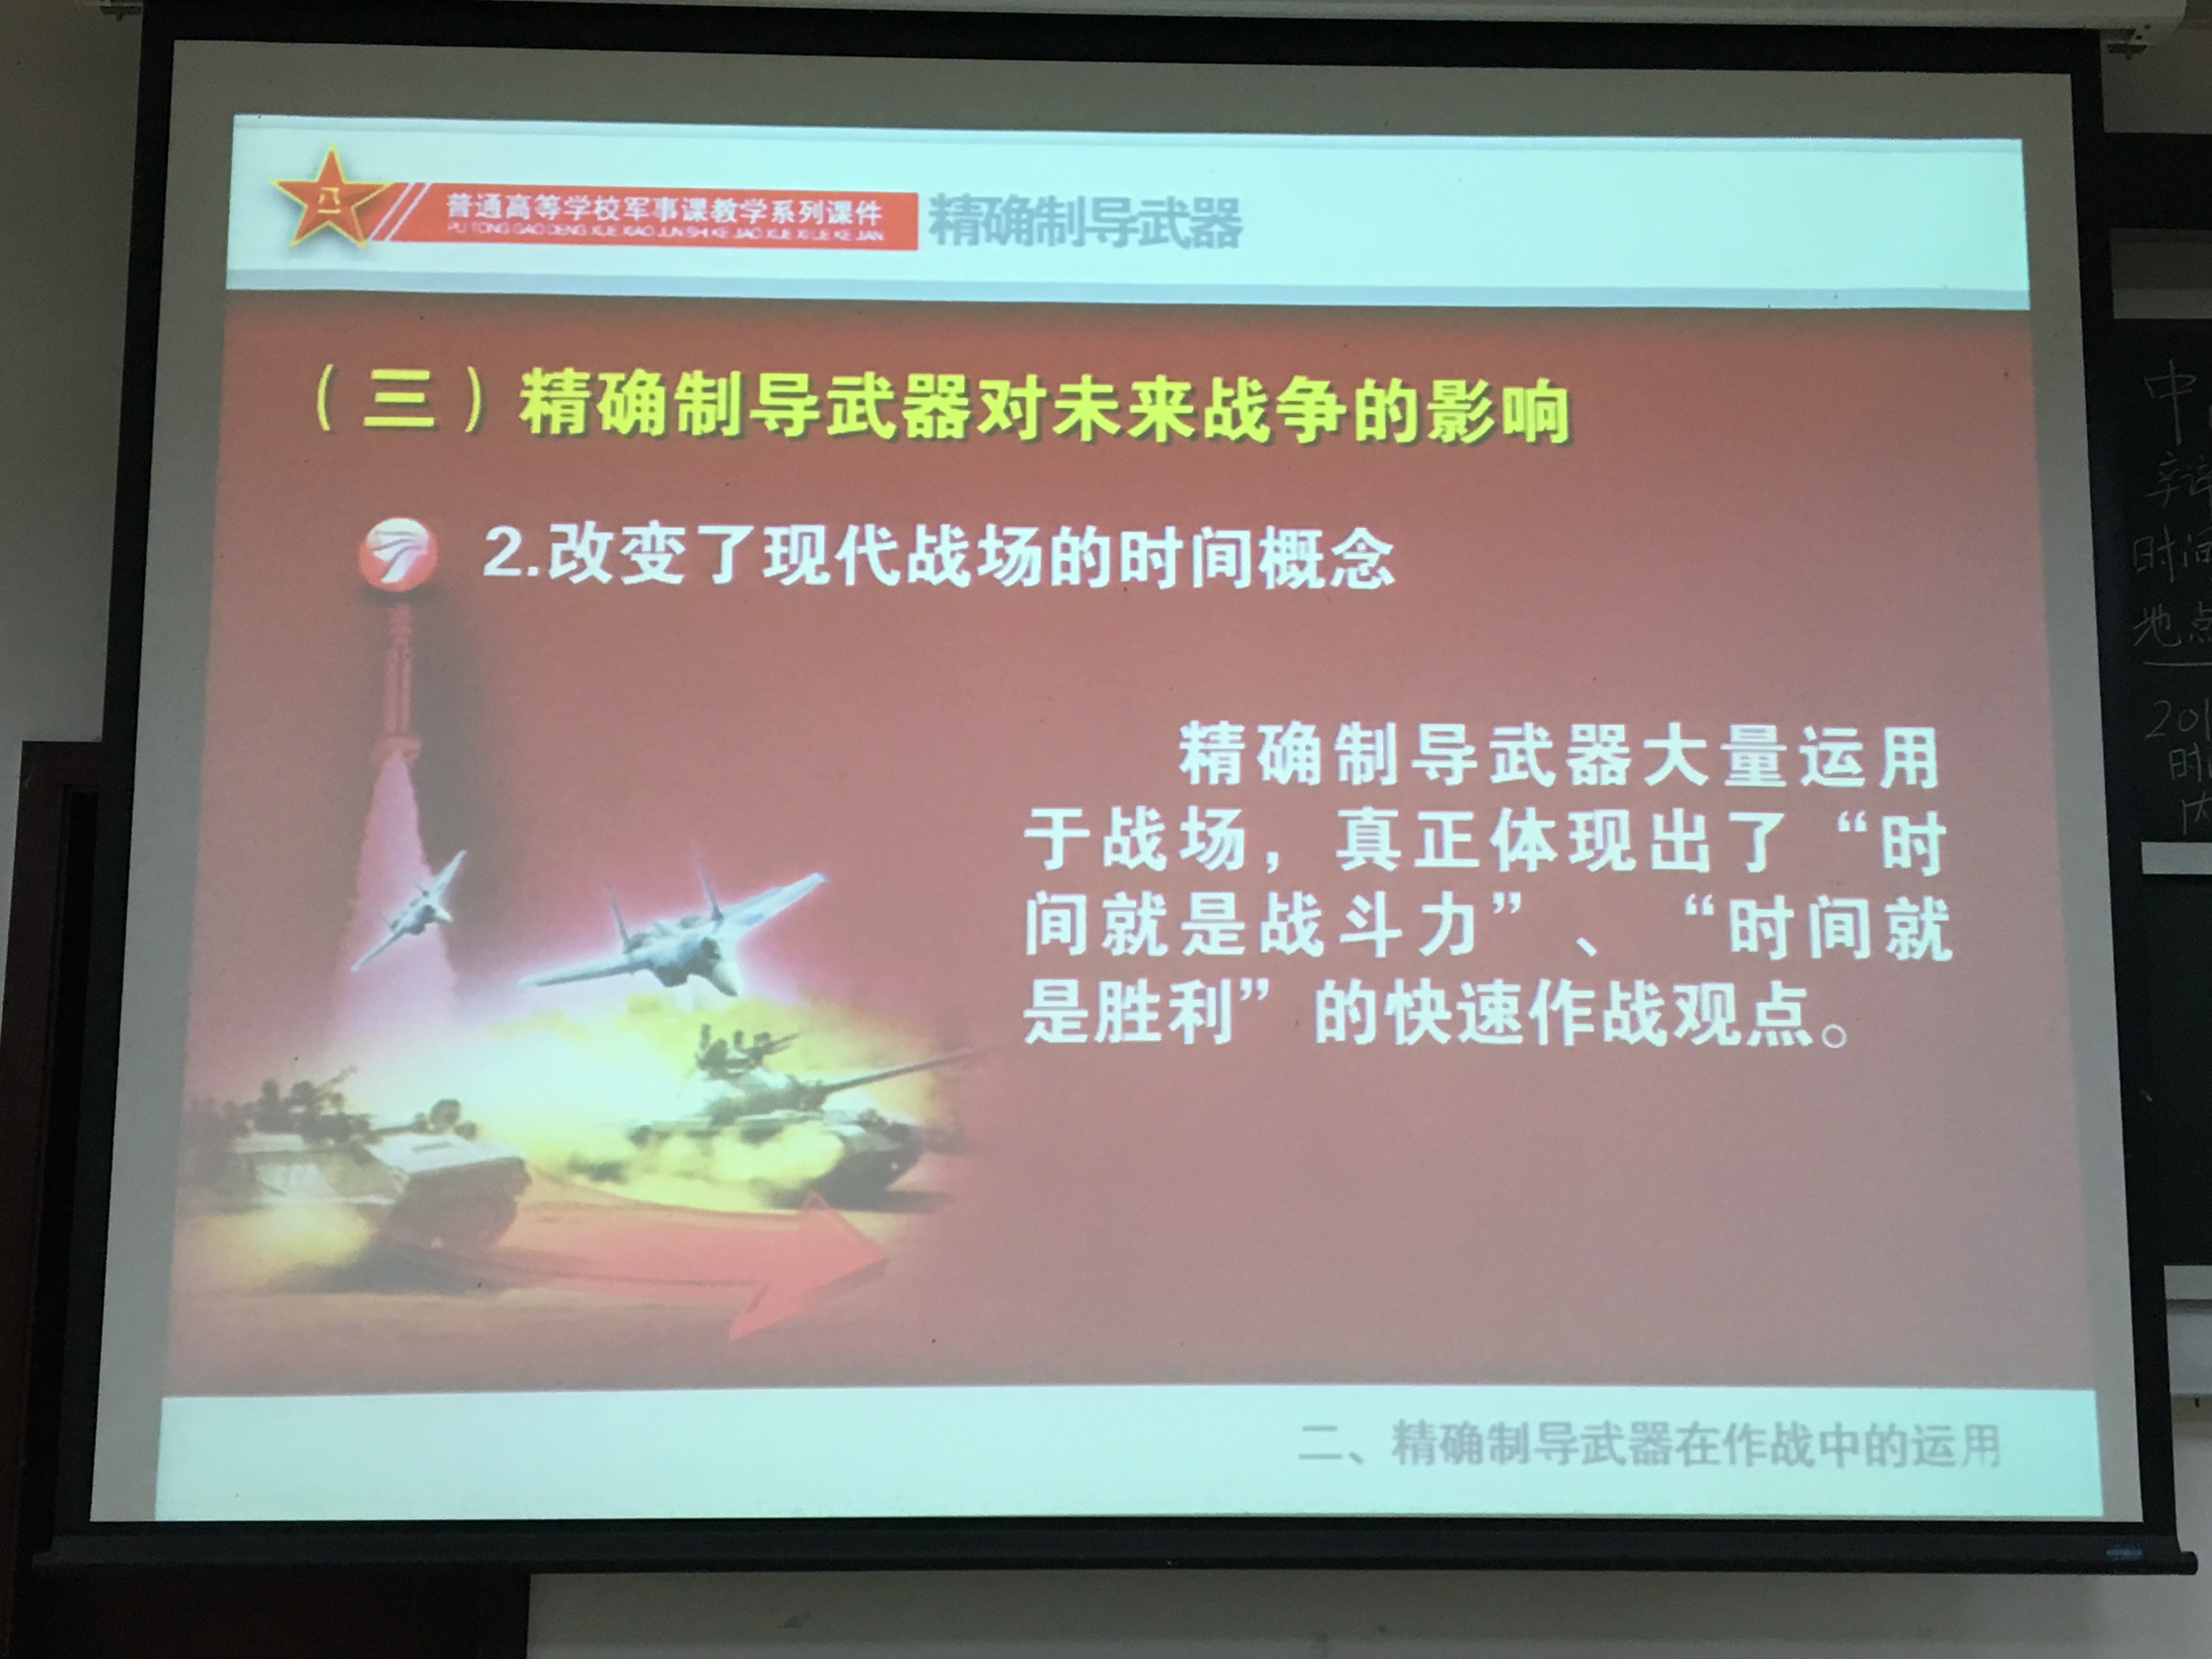 八一
普通高等学校军事课教学系列课件
PU TONG GAO DENG XUE XIAO JUN SHI KE JIAO XUE XI LIE KE JIAN
精确制导武器
（三）精确制导武器对未来战争的影响
2.改变了现代战场的时间概念
精确制导武器大量运用
于战场，真正体现出了“时
间就是战斗力”、“时间就
是胜利”的快速作战观点。
二、精确制导武器在作战中的运用
中
辩
时间
地点
201
时
内